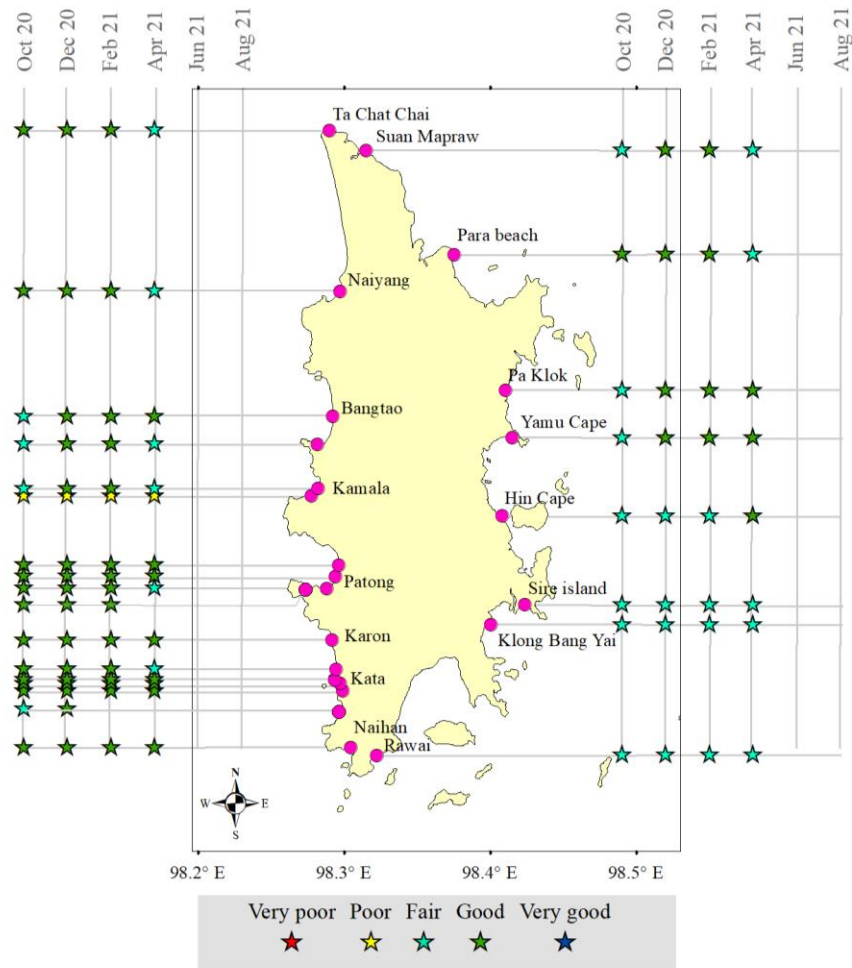 Oct 20
Dec 20
Feb 21
Apr 21
Jun 21
Aug 21
Oct 20
Dec 20
Feb 21
Apr 21
Jun 21
Aug 21
Ta Chat Chai
Suan Mapraw
Para beach
Naiyang
Pa Klok
Bangtao
Yamu Cape
Kamala
Hin Cape
Patong
Sire island
Karon
Klong Bang Yai
Kata
Naihan
Rawai
N
W E
S
98.2° E 98.3° E 98.4° E 98.5° E
Very poor Poor Fair Good Very good